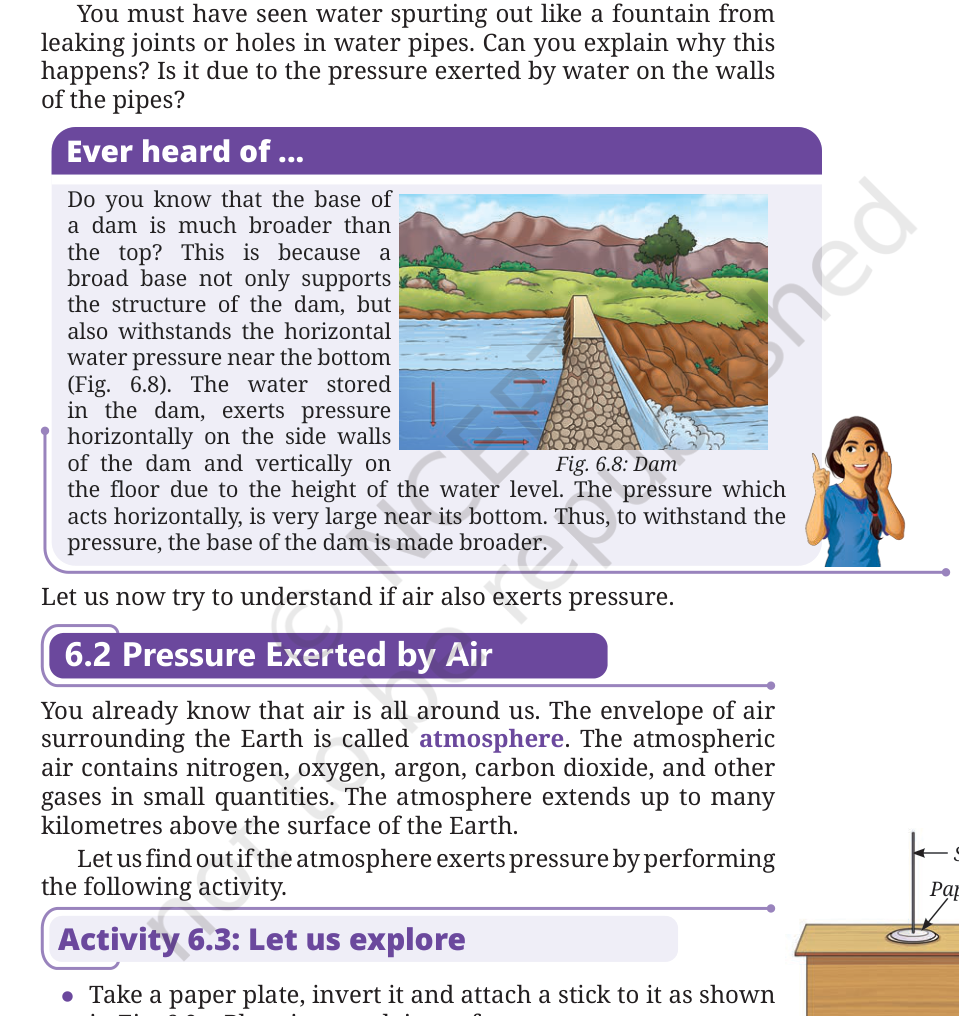 You must have seen water spurting out like a fountain from
leaking joints or holes in water pipes. Can you explain why this
happens? Is it due to the pressure exerted by water on the walls
of the pipes?
Ever heard of ...
Do you know that the base of
a dam is much broader than
the top? This is because a
broad base not only supports
the structure of the dam, but
also withstands the horizontal
water pressure near the bottom
(Fig. 6.8). The water stored
in the dam, exerts pressure
horizontally on the side walls
of the dam and vertically on
Fig. 6.8: Dam
the floor due to the height of the water level. The pressure which
acts horizontally, is very large near its bottom. Thus, to withstand the
pressure, the base of the dam is made broader.
Let us now try to understand if air also exerts pressure.
6.2 Pressure Exerted by Air
You already know that air is all around us. The envelope of air
surrounding the Earth is called atmosphere. The atmospheric
air contains nitrogen, oxygen, argon, carbon dioxide, and other
gases in small quantities. The atmosphere extends up to many
kilometres above the surface of the Earth.
Let us find out if the atmosphere exerts pressure by performing
the following activity.
Activity 6.3: Let us explore
Take a paper plate, invert it and attach a stick to it as shown
© NCERT
not to be republished